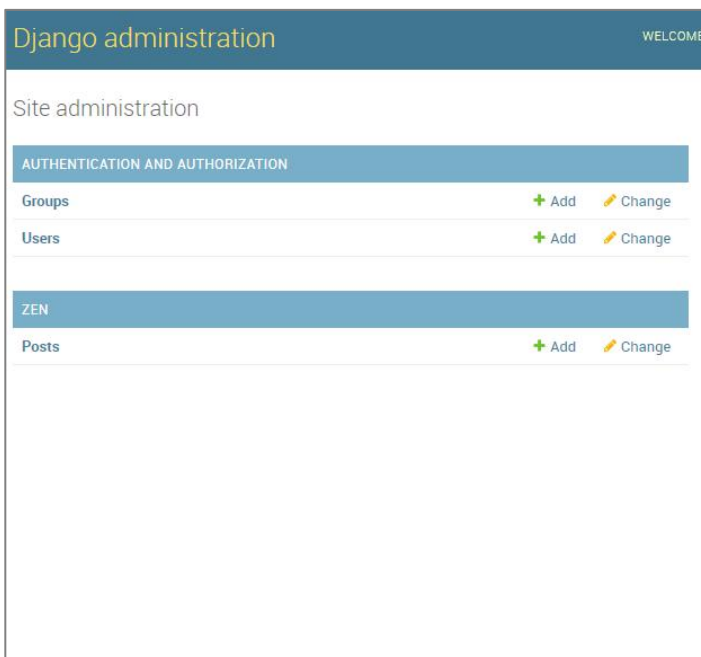 Django administration
WELCOME
Site administration
AUTHENTICATION AND AUTHORIZATION
Groups Add Change
Users Add Change
ZEN
Posts Add Change